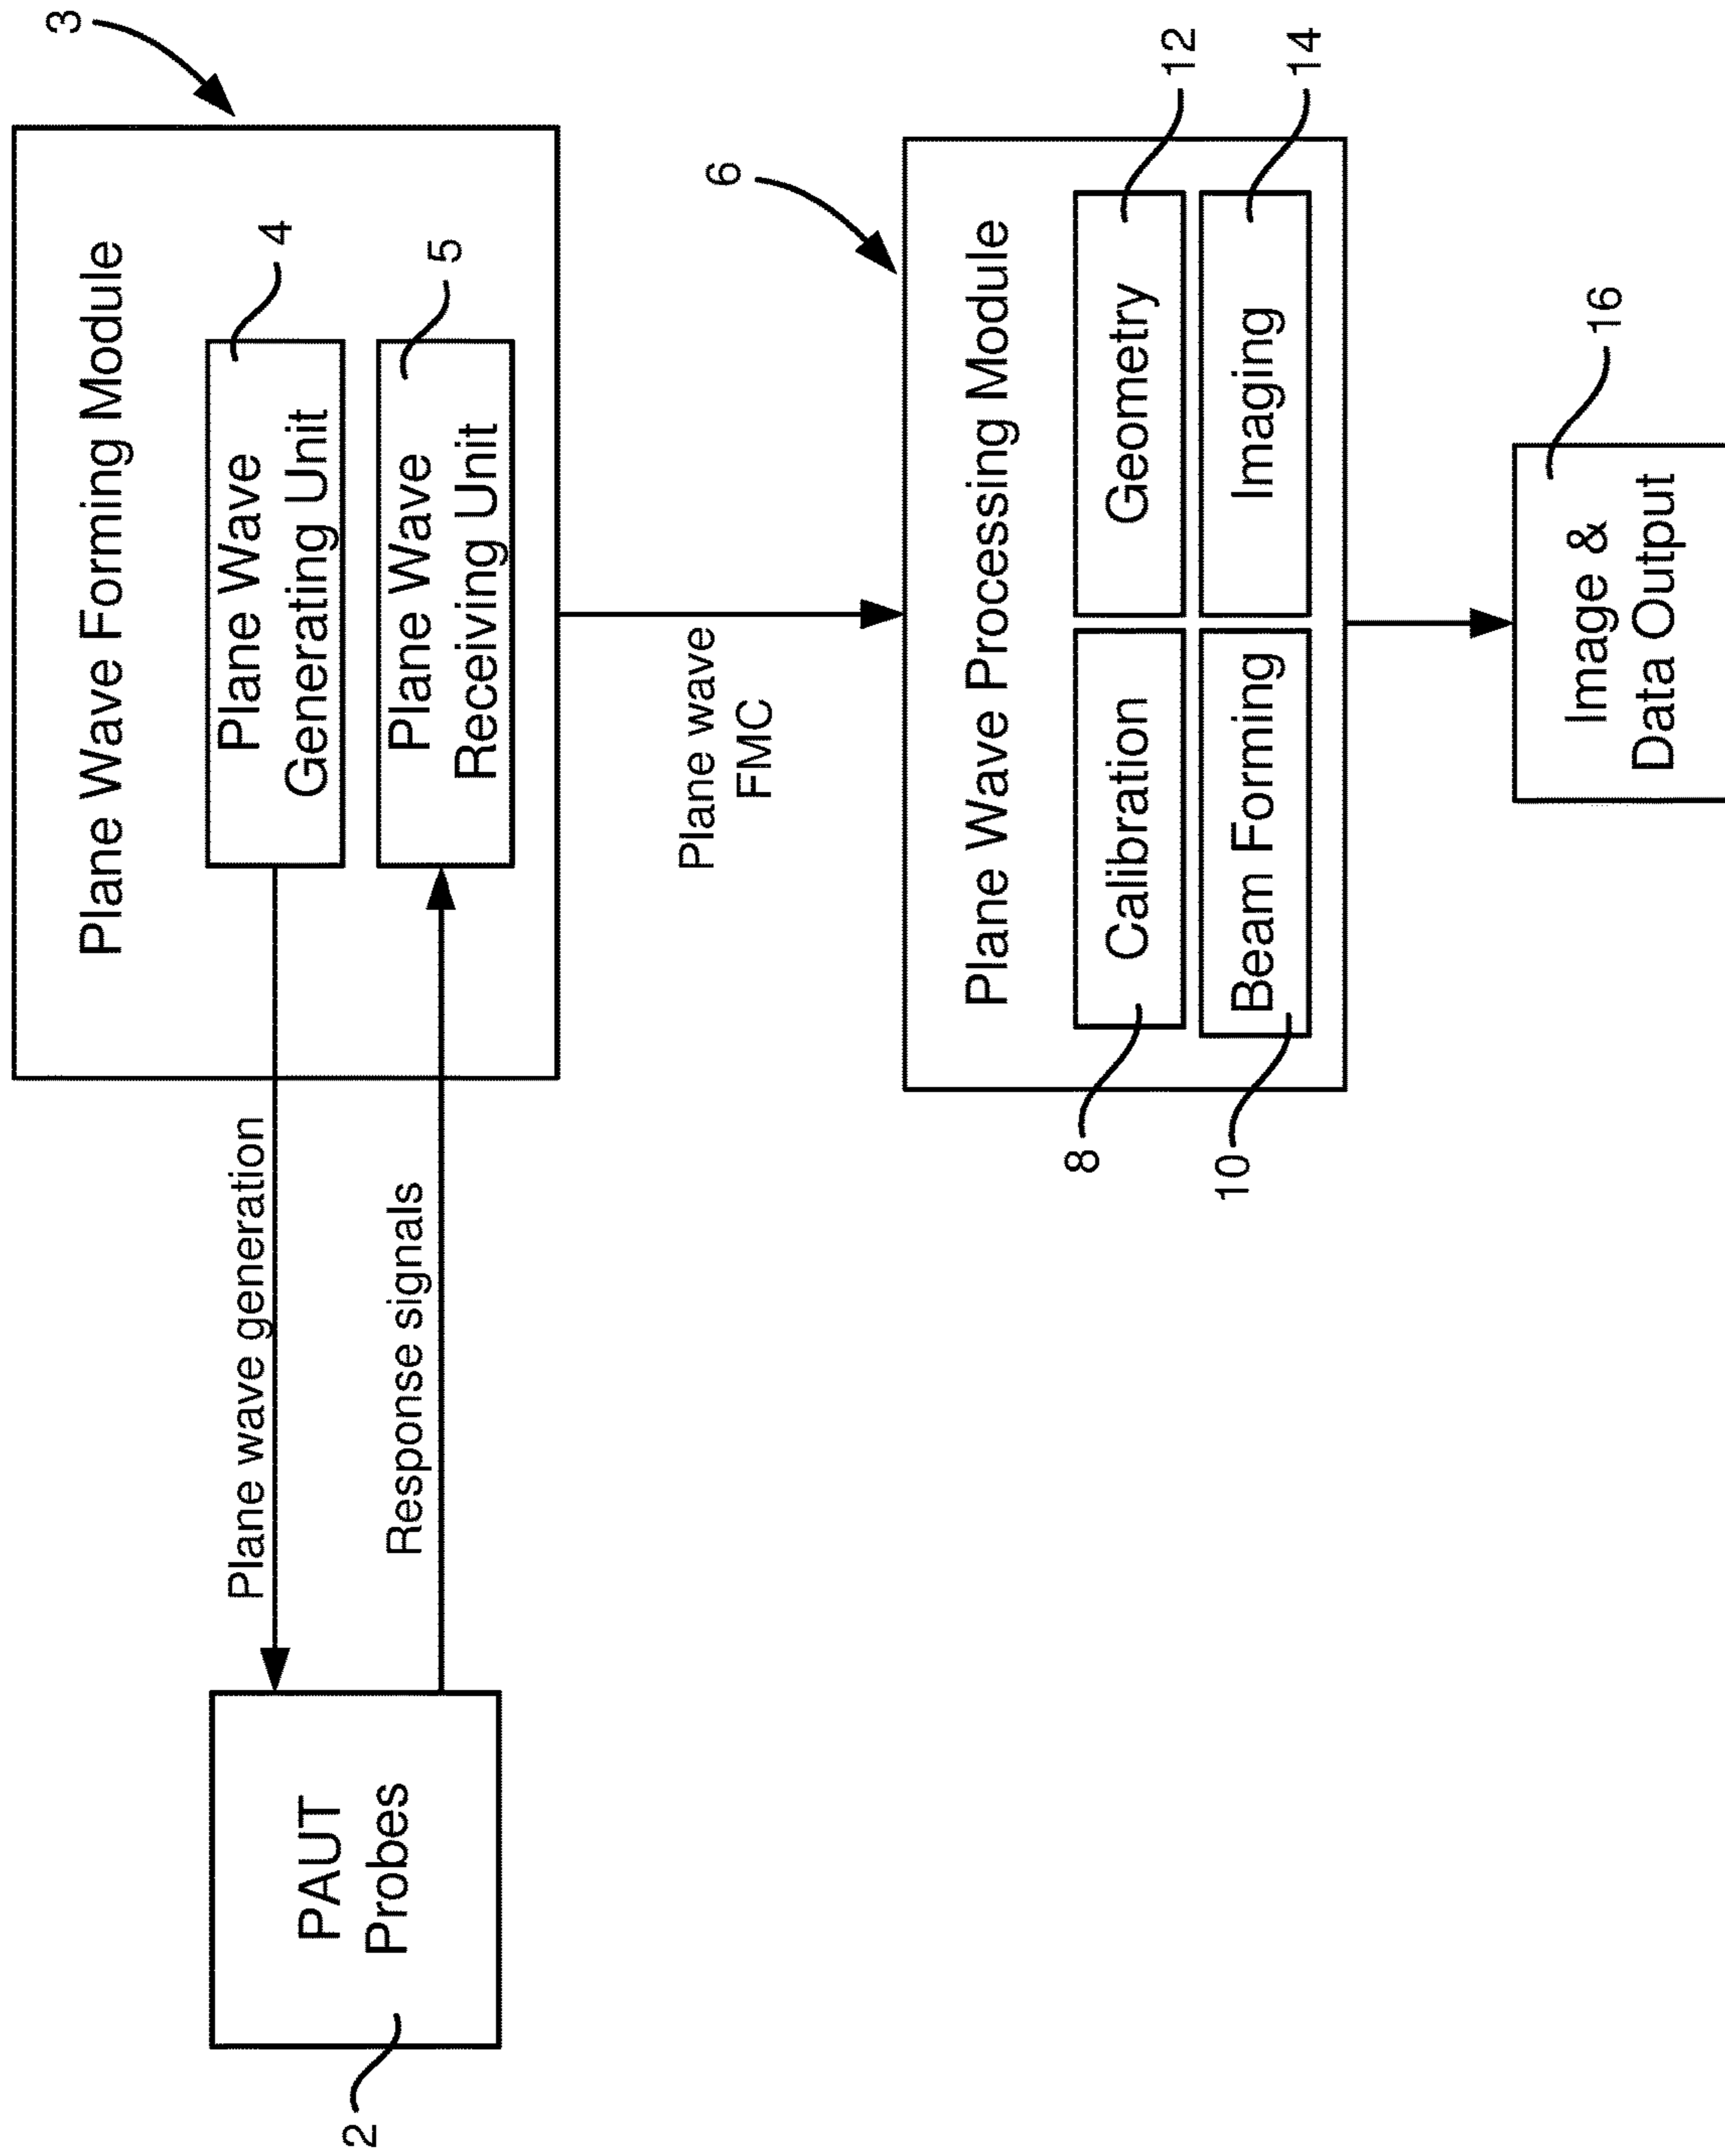 3
Plane Wave Forming Module
4
Plane Wave
Generating Unit
5
Plane Wave
Receiving Unit
Plane wave generation
Response signals
PAUT
Probes
2
Plane wave
FMC
6
Plane Wave Processing Module
Calibration
Geometry
12
8
Beam Forming
Imaging
14
10
16
Image &
Data Output